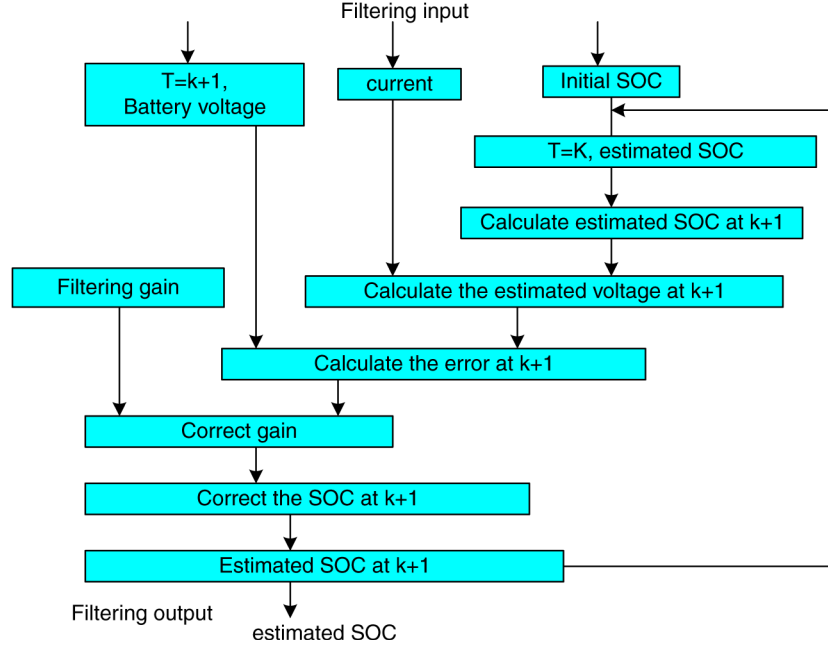 Filtering input
T=k+1,
Battery voltage
current
Initial SOC
T=K, estimated SOC
Calculate estimated SOC at k+1
Filtering gain
Calculate the estimated voltage at k+1
Calculate the error at k+1
Correct gain
Correct the SOC at k+1
Estimated SOC at k+1
Filtering output
estimated SOC